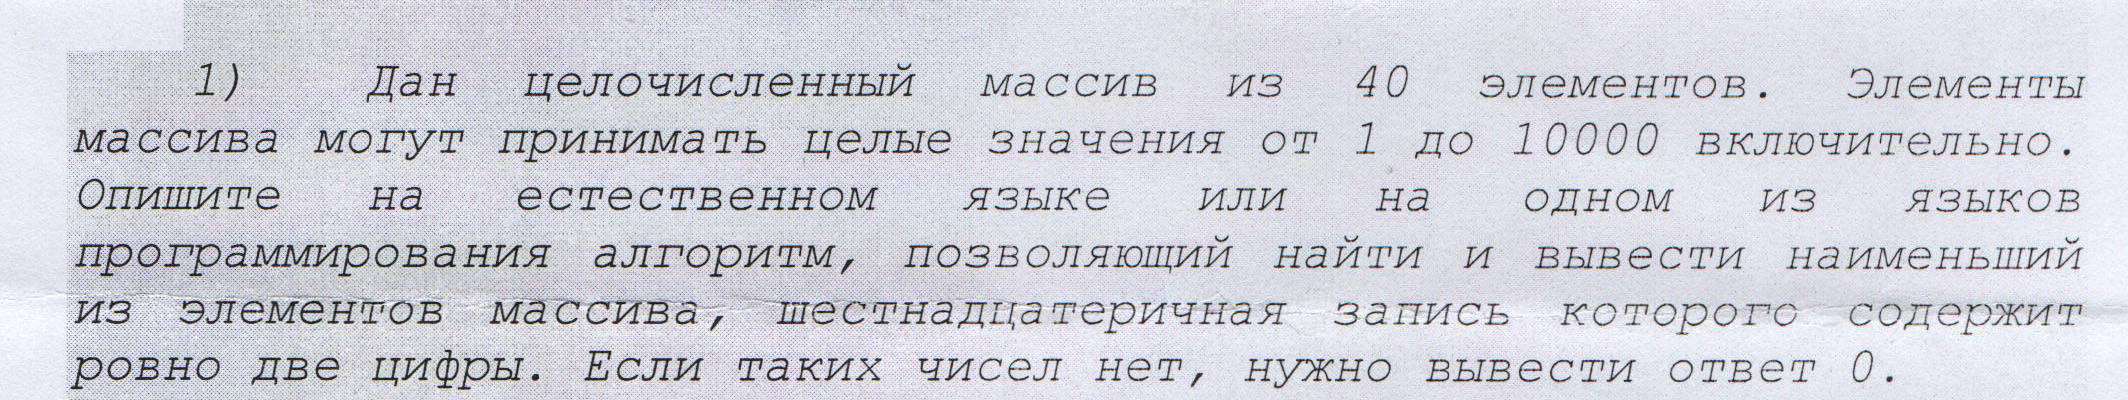 1) Дан целочисленный массив из 40 элементов. Элементы
массива могут принимать целые значения от 1 до 10000 включительно.
Опишите на естественном языке или на одном из языков
программирования алгоритм, позволяющий найти и вывести наименьший
из элементов массива, шестнадцатеричная запись которого содержит
ровно две цифры. Если таких чисел нет, нужно вывести ответ 0.